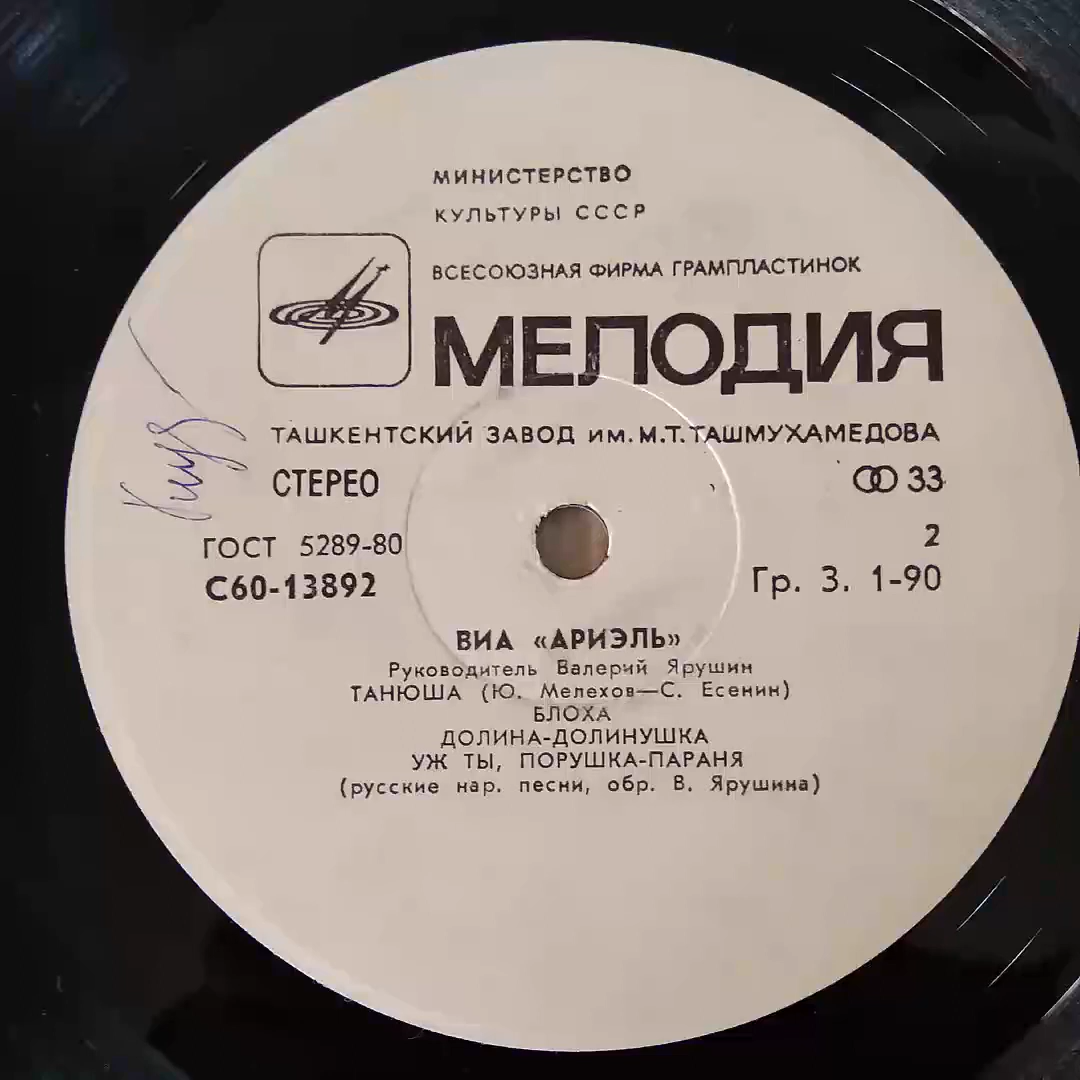 МИНИСТЕРСТВО
КУЛЬТУРЫ СССР
ВСЕСОЮЗНАЯ ФИРМА ГРАМПЛАСТИНОК
МЕЛОДИЯ
ТАШКЕНТСКИЙ ЗАВОД им. М.Т. ТАШМУХАМЕДОВА
СТЕРЕО 33
ГОСТ 5289-80 2
С60-13892 Гр. 3. 1-90
ВИА «АРИЭЛЬ»
Руководитель Валерий Ярушин
ТАНЮША (Ю. Мелехов—С. Есенин)
БЛОХА
ДОЛИНА-ДОЛИНУШКА
УЖ ТЫ, ПОРУШКА-ПАРАНЯ
(русские нар. песни, обр. В. Ярушина)